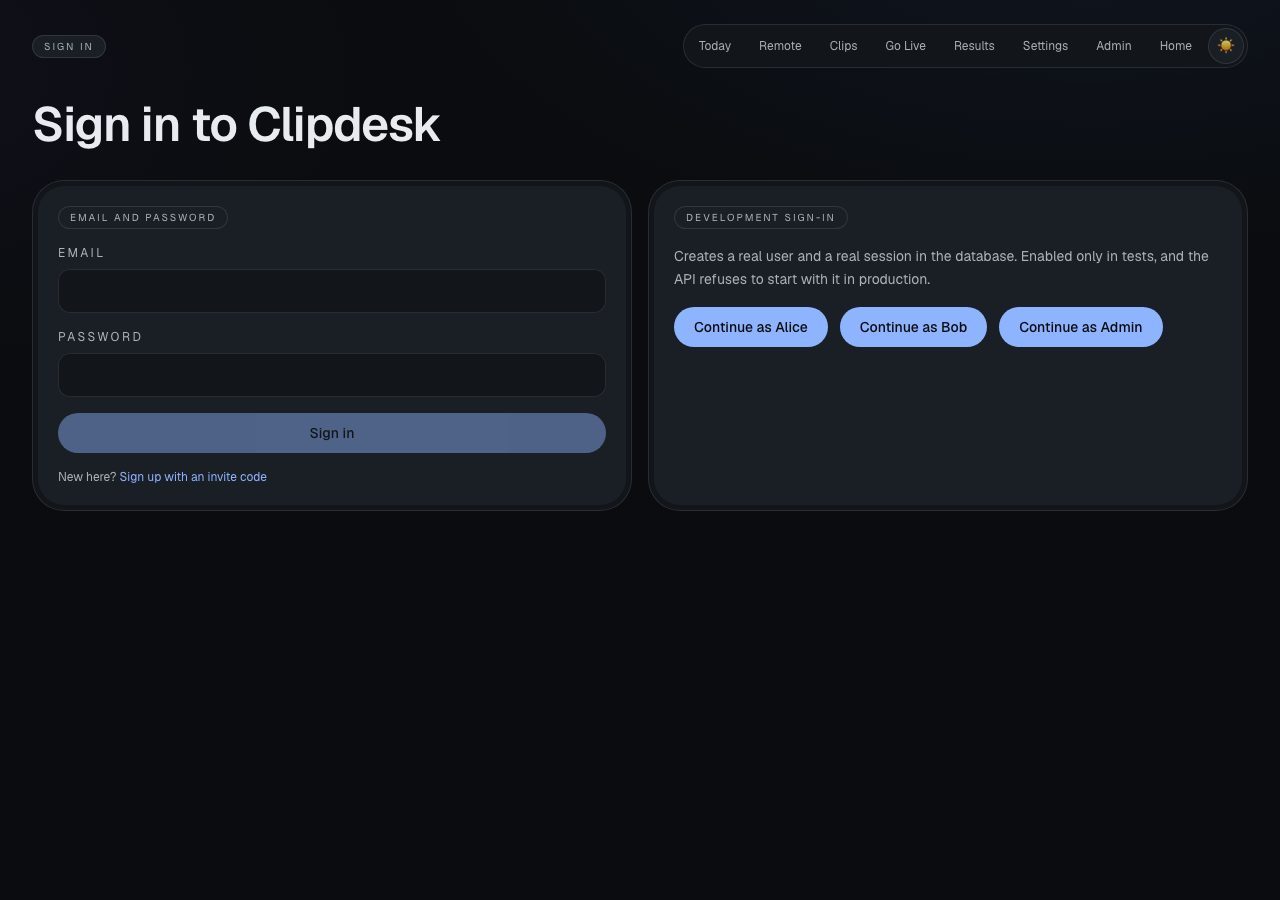 SIGN IN
Today Remote Clips Go Live Results Settings Admin Home
Sign in to Clipdesk
EMAIL AND PASSWORD
EMAIL
PASSWORD
Sign in
New here? Sign up with an invite code
DEVELOPMENT SIGN-IN
Creates a real user and a real session in the database. Enabled only in tests, and the
API refuses to start with it in production.
Continue as Alice Continue as Bob Continue as Admin